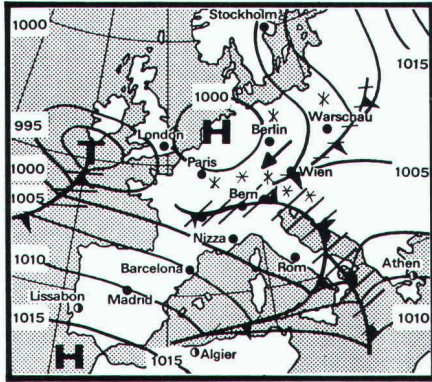 Stockholm
1000
1015
1000
995
London
H
Berlin
Warschau
T
1000
Paris
Wien
1005
1005
Bern
Nizza
1010
Barcelona
Rom
Athen
Lissabon
Madrid
1015
1010
H
1015
Algier